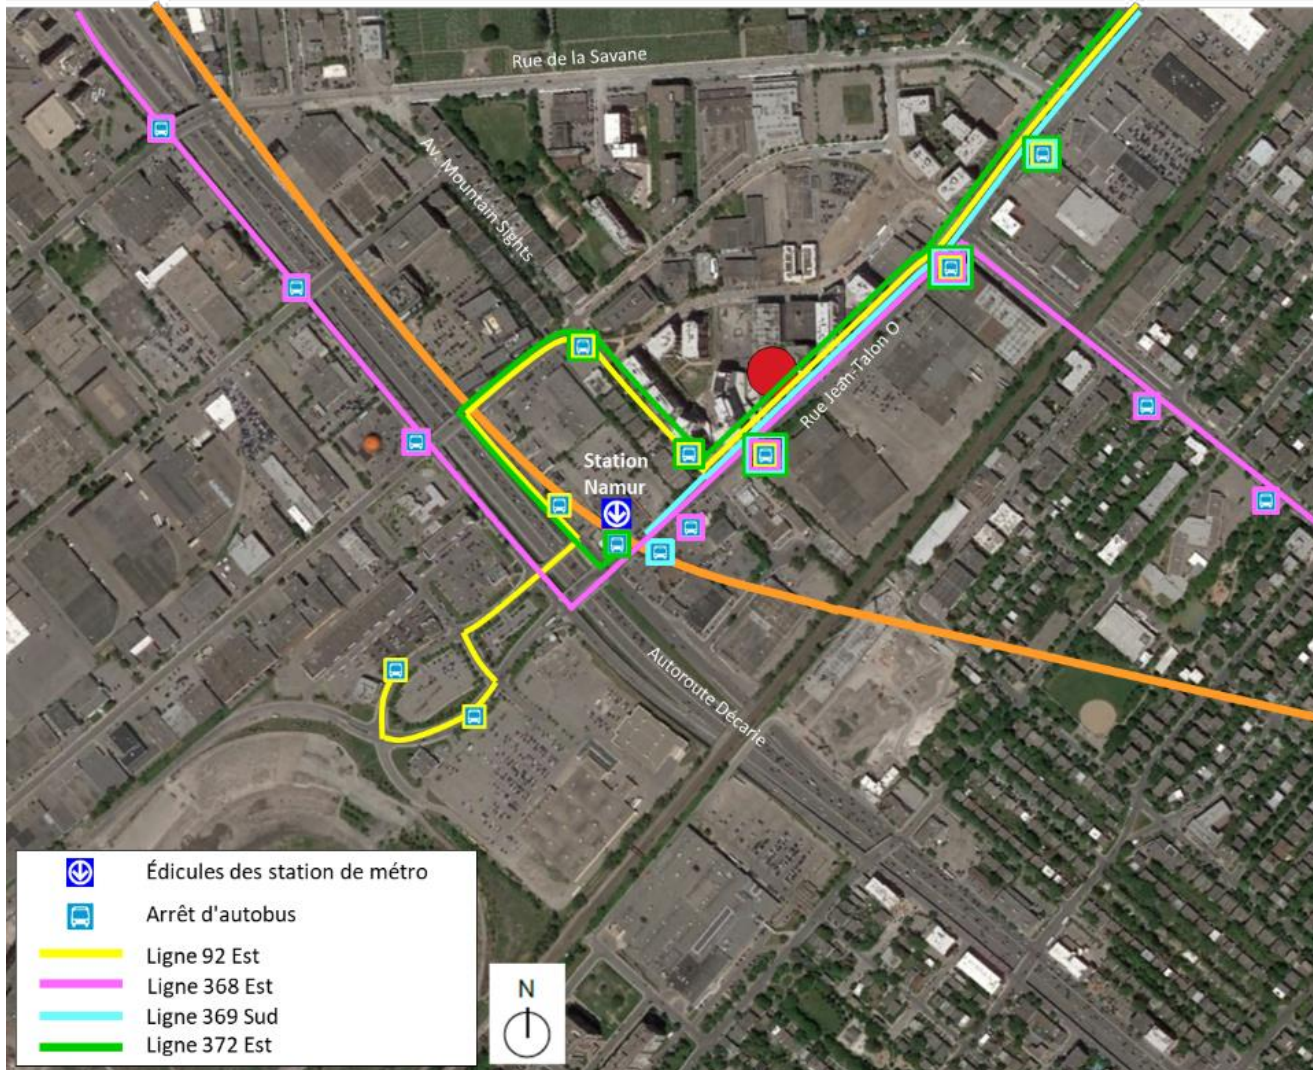 Rue de la Savane
Av. Mountain Sights
Rue Jean-Talon O
Station
Namur
Autoroute Décarie
Édicules des station de métro
Arrêt d'autobus
Ligne 92 Est
Ligne 368 Est
Ligne 369 Sud
Ligne 372 Est
N